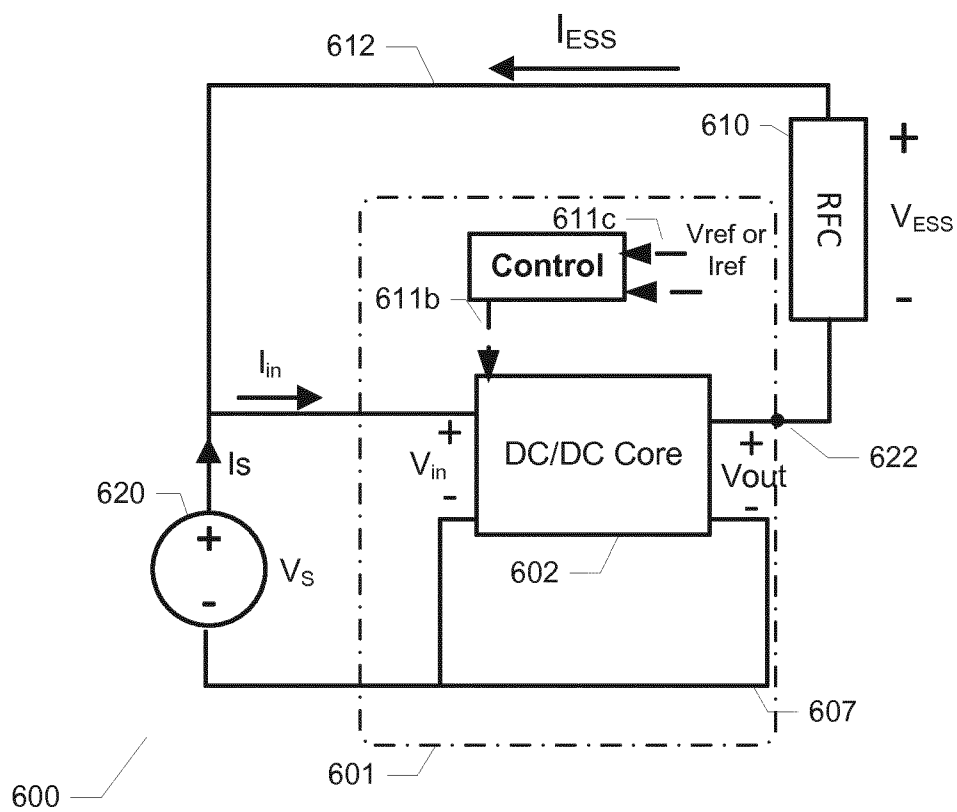 I_ESS
612
610
+
RFC
V_ESS
-
611c
Vref or
Iref
Control
611b
I_in
+
V_in
-
DC/DC Core
+
Vout
-
622
Is
620
+
-
V_S
602
607
601
600